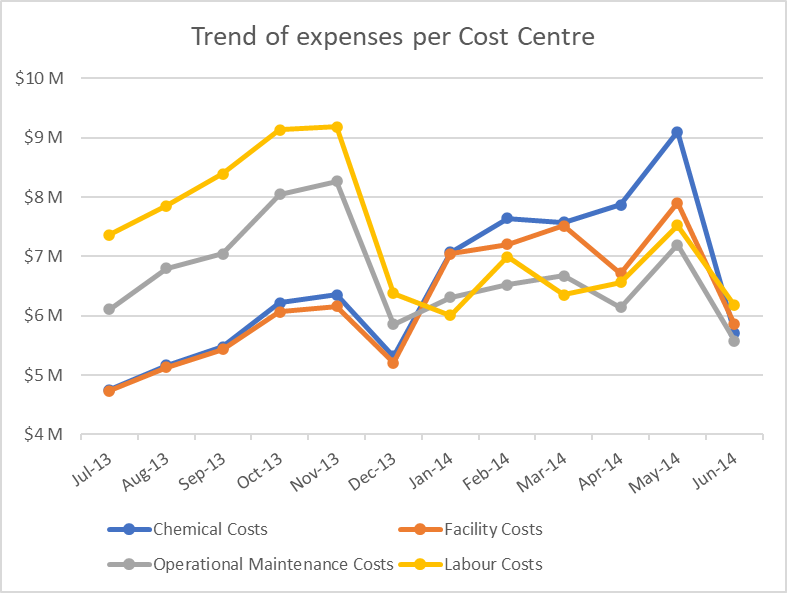 Trend of expenses per Cost Centre
$10 M
$9 M
$8 M
$7 M
$6 M
$5 M
$4 M
Jul-13
Aug-13
Sep-13
Oct-13
Nov-13
Dec-13
Jan-14
Feb-14
Mar-14
Apr-14
May-14
Jun-14
Chemical Costs
Facility Costs
Operational Maintenance Costs
Labour Costs